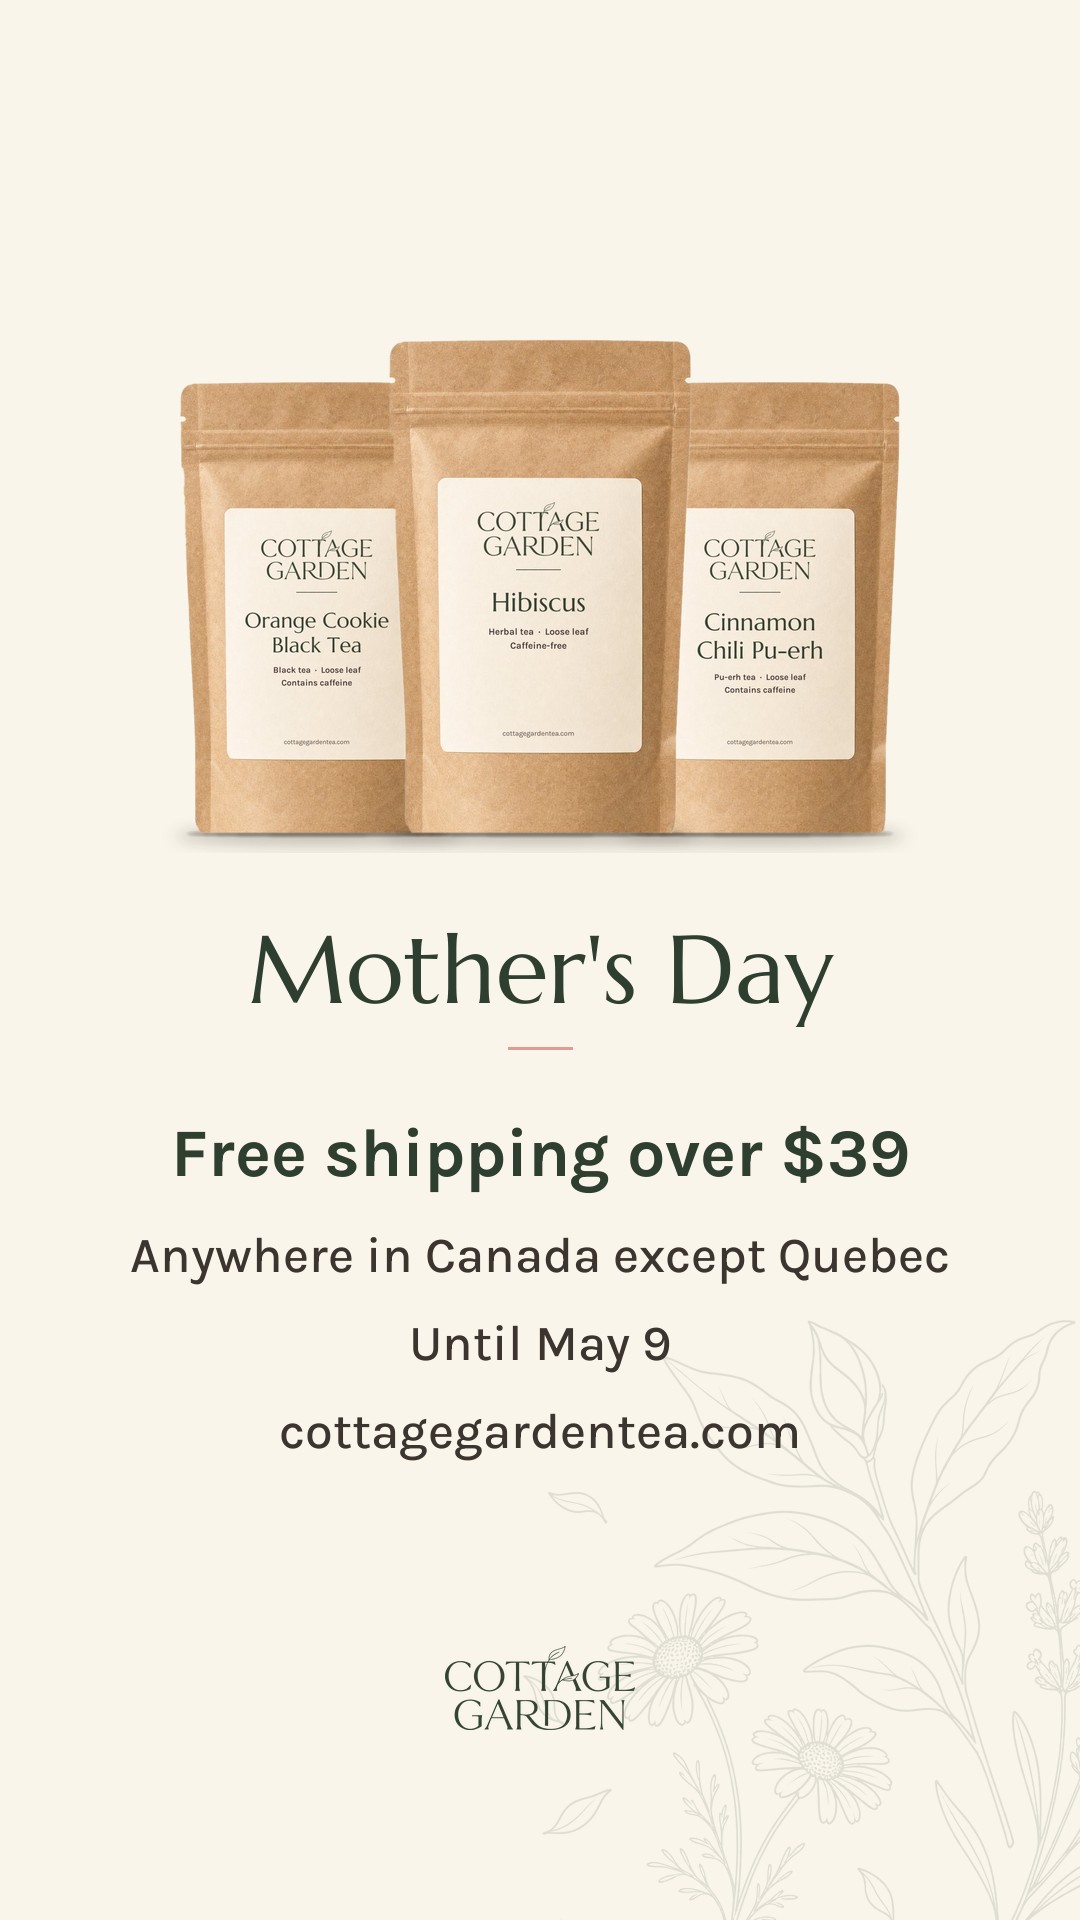 COTTAGE
GARDEN
Orange Cookie
Black Tea
Black tea · Loose leaf
Contains caffeine
cottagegardentea.com
COTTAGE
GARDEN
Hibiscus
Herbal tea · Loose leaf
Caffeine-free
cottagegardentea.com
COTTAGE
GARDEN
Cinnamon
Chili Pu-erh
Pu-erh tea · Loose leaf
Contains caffeine
cottagegardentea.com
Mother's Day
Free shipping over $39
Anywhere in Canada except Quebec
Until May 9
cottagegardentea.com
COTTAGE
GARDEN